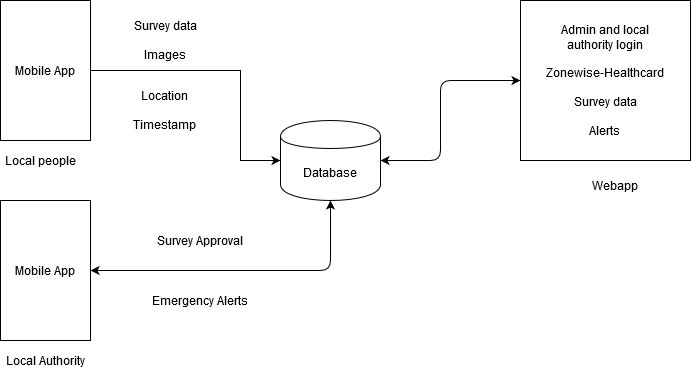 Mobile App
Local people
Survey data
Images
Location
Timestamp
Database
Admin and local
authority login
Zonewise-Healthcard
Survey data
Alerts
Webapp
Mobile App
Local Authority
Survey Approval
Emergency Alerts